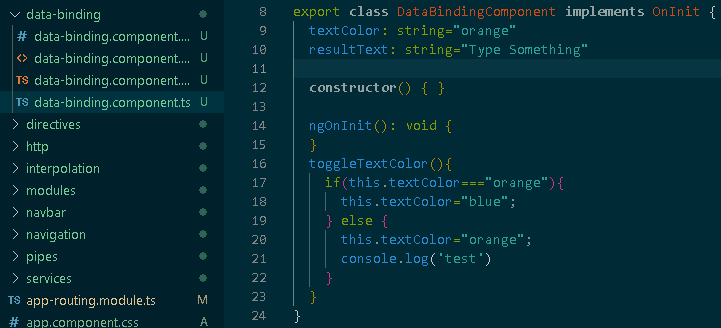 data-binding
# data-binding.component.... U
<> data-binding.component.... U
TS data-binding.component.... U
TS data-binding.component.ts U
directives
http
interpolation
modules
navbar
navigation
pipes
services
TS app-routing.module.ts M
# app.component.css A
8 export class DataBindingComponent implements OnInit {
9 textColor: string="orange"
10 resultText: string="Type Something"
11
12 constructor() { }
13
14 ngOnInit(): void {
15 }
16 toggleTextColor(){
17 if(this.textColor==="orange"){
18 this.textColor="blue";
19 } else {
20 this.textColor="orange";
21 console.log('test')
22 }
23 }
24 }